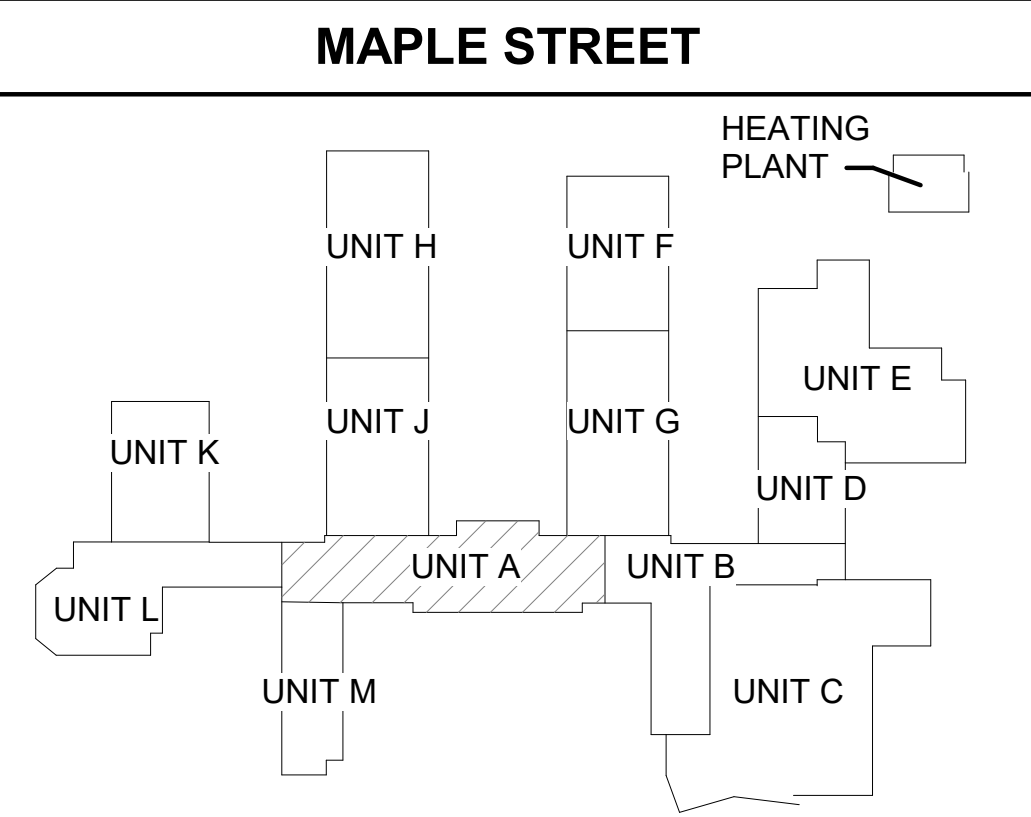 MAPLE STREET
HEATING
PLANT
UNIT H
UNIT F
UNIT E
UNIT J
UNIT G
UNIT K
UNIT D
UNIT A
UNIT B
UNIT L
UNIT M
UNIT C